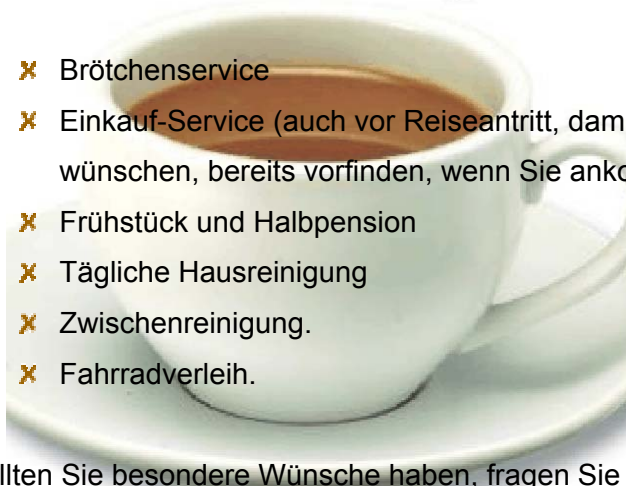 Brötchenservice
Einkauf-Service (auch vor Reiseantritt, dam
wünschen, bereits vorfinden, wenn Sie anko
Frühstück und Halbpension
Tägliche Hausreinigung
Zwischenreinigung.
Fahrradverleih.
llten Sie besondere Wünsche haben, fragen Sie